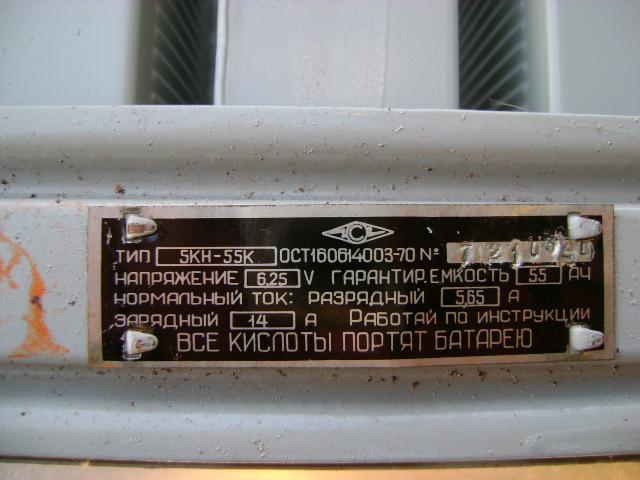 С
ТИП 5КН-55К ОСТ160614003-70 №
НАПРЯЖЕНИЕ 6,25 V ГАРАНТИР. ЕМКОСТЬ 55 АЧ
НОРМАЛЬНЫЙ ТОК: РАЗРЯДНЫЙ 5,65 А
ЗАРЯДНЫЙ 14 А РАБОТАЙ ПО ИНСТРУКЦИИ
ВСЕ КИСЛОТЫ ПОРТЯТ БАТАРЕЮ